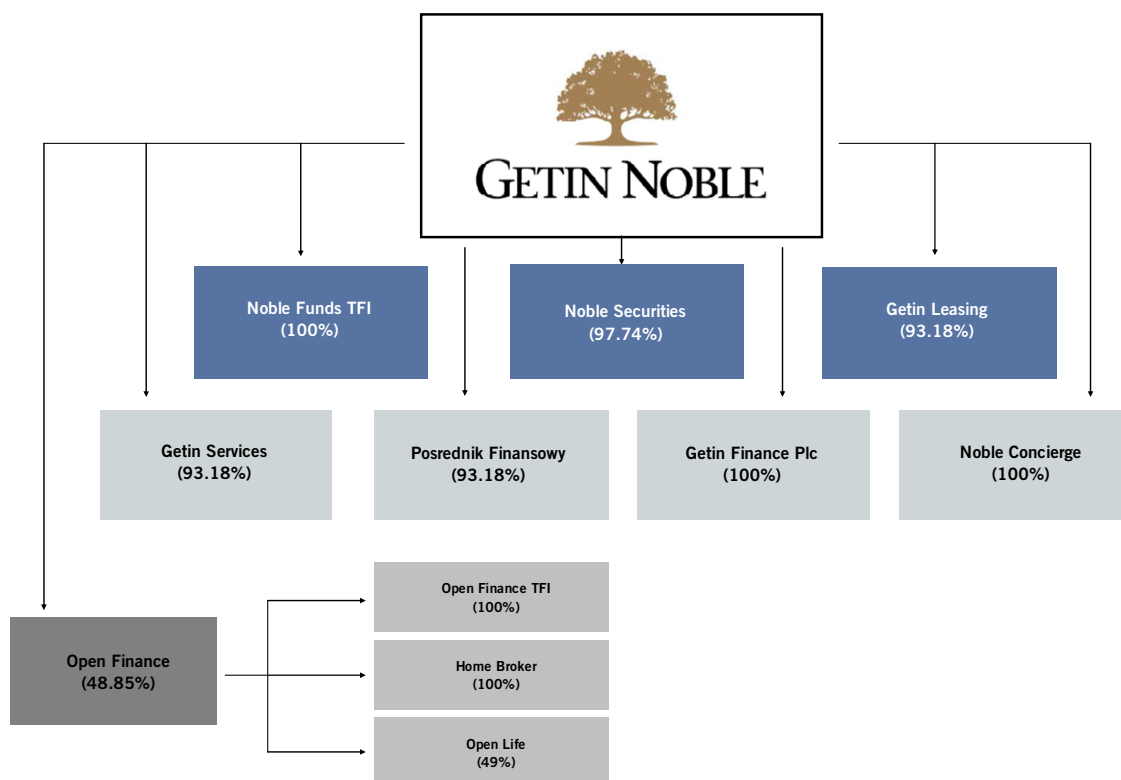 GETIN NOBLE
Noble Funds TFI
(100%)
Noble Securities
(97.74%)
Getin Leasing
(93.18%)
Getin Services
(93.18%)
Posrednik Finansowy
(93.18%)
Getin Finance Plc
(100%)
Noble Concierge
(100%)
Open Finance TFI
(100%)
Open Finance
(48.85%)
Home Broker
(100%)
Open Life
(49%)